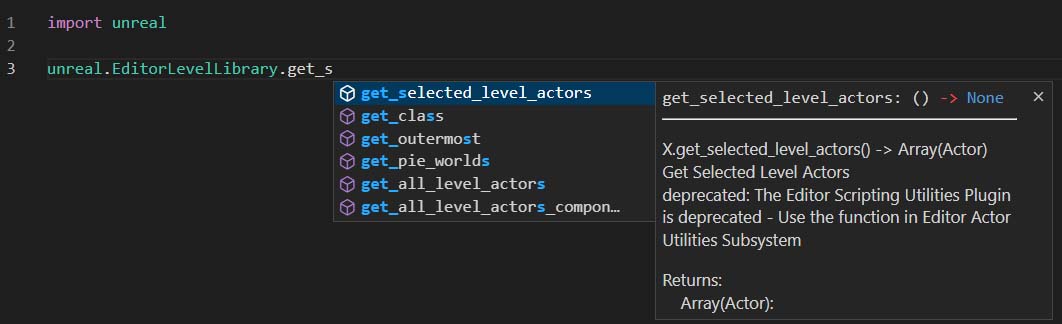 1 import unreal
2
3 unreal.EditorLevelLibrary.get_s
get_selected_level_actors
get_class
get_outermost
get_pie_worlds
get_all_level_actors
get_all_level_actors_compon…
get_selected_level_actors: () -> None ×
X.get_selected_level_actors() -> Array(Actor)
Get Selected Level Actors
deprecated: The Editor Scripting Utilities Plugin
is deprecated - Use the function in Editor Actor
Utilities Subsystem
Returns:
Array(Actor):